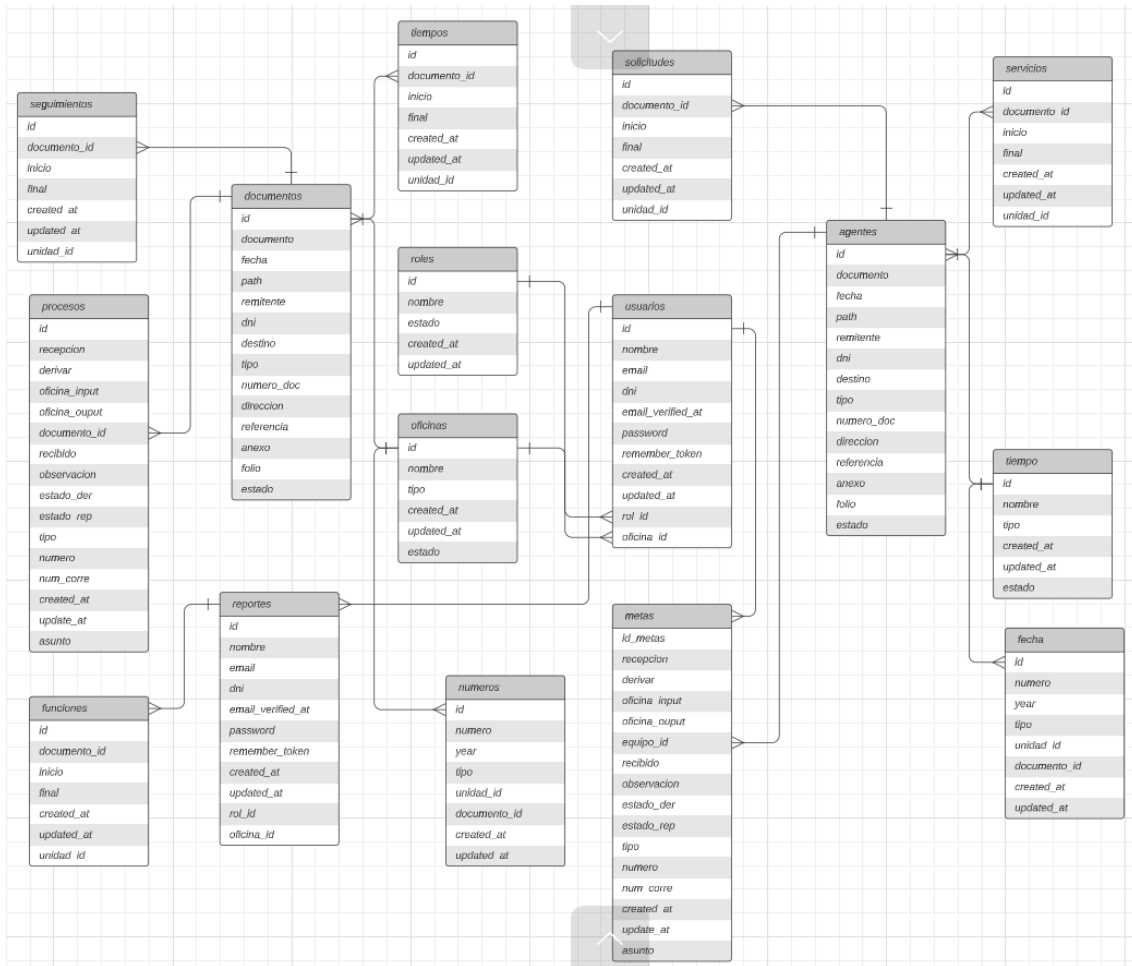 tiempos
id
documento_id
inicio
final
created_at
updated_at
unidad_id
solicitudes
id
documento_id
inicio
final
created_at
updated_at
unidad_id
servicios
id
documento id
inicio
final
created_at
updated_at
unidad_id
seguimientos
id
documento_id
inicio
final
created_at
updated_at
unidad_id
documentos
id
documento
fecha
path
remitente
dni
destino
tipo
numero_doc
direccion
referencia
anexo
folio
estado
roles
id
nombre
estado
created_at
updated_at
agentes
id
documento
fecha
path
remitente
dni
destino
tipo
numero_doc
direccion
referencia
anexo
folio
estado
procesos
id
recepcion
derivar
oficina_input
oficina_ouput
documento_id
recibido
observacion
estado_der
estado_rep
tipo
numero
num_corre
created_at
update_at
asunto
usuarios
id
nombre
email
dni
email_verified_at
password
remember_token
created_at
updated_at
rol_id
oficina_id
oficinas
id
nombre
tipo
created_at
updated_at
estado
tiempo
id
nombre
tipo
created_at
updated_at
estado
reportes
id
nombre
email
dni
email_verified_at
password
remember_token
created_at
updated_at
rol_id
oficina_id
metas
id_metas
recepcion
derivar
oficina_input
oficina_ouput
equipo_id
recibido
observacion
estado_der
estado_rep
tipo
numero
num_corre
created_at
update_at
asunto
fecha
id
numero
year
tipo
unidad_id
documento_id
created_at
updated_at
numeros
id
numero
year
tipo
unidad_id
documento_id
created_at
updated_at
funciones
id
documento_id
inicio
final
created_at
updated_at
unidad_id